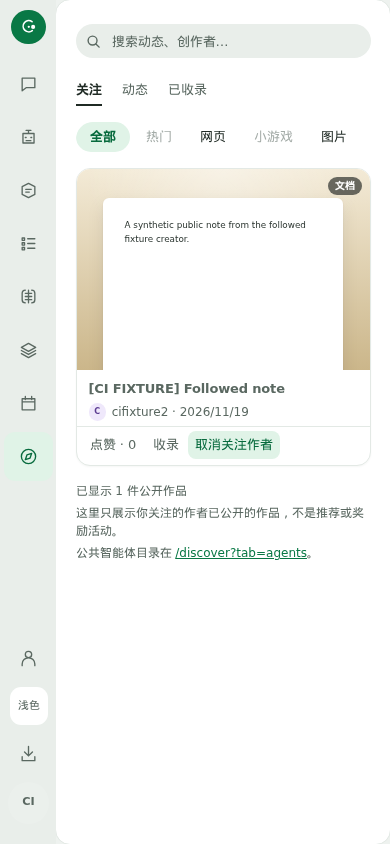 搜索动态、创作者...
关注 动态 已收录
全部 热门 网页 小游戏 图片
文档
A synthetic public note from the followed
fixture creator.
[CI FIXTURE] Followed note
C cifixture2 · 2026/11/19
点赞 · 0 收录 取消关注作者
已显示 1 件公开作品
这里只展示你关注的作者已公开的作品，不是推荐或奖
励活动。
公共智能体目录在 /discover?tab=agents。
浅色
CI